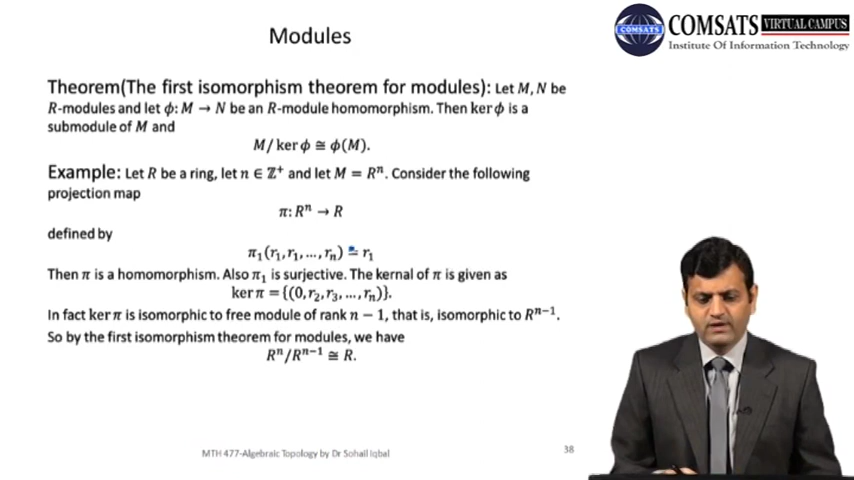 Modules
COMSATS VIRTUAL CAMPUS
Institute Of Information Technology
Theorem(The first isomorphism theorem for modules): Let M, N be
R-modules and let ϕ: M → N be an R-module homomorphism. Then ker ϕ is a
submodule of M and
M/ ker ϕ ≅ ϕ(M).
Example: Let R be a ring, let n ∈ ℤ⁺ and let M = Rⁿ. Consider the following
projection map
π: Rⁿ → R
defined by
π₁(r₁, r₁, … , rₙ) = r₁
Then π is a homomorphism. Also π₁ is surjective. The kernal of π is given as
ker π = {(0, r₂, r₃, … , rₙ)}.
In fact ker π is isomorphic to free module of rank n − 1, that is, isomorphic to Rⁿ⁻¹.
So by the first isomorphism theorem for modules, we have
Rⁿ/Rⁿ⁻¹ ≅ R.
MTH 477-Algebraic Topology by Dr Sohail Iqbal
38